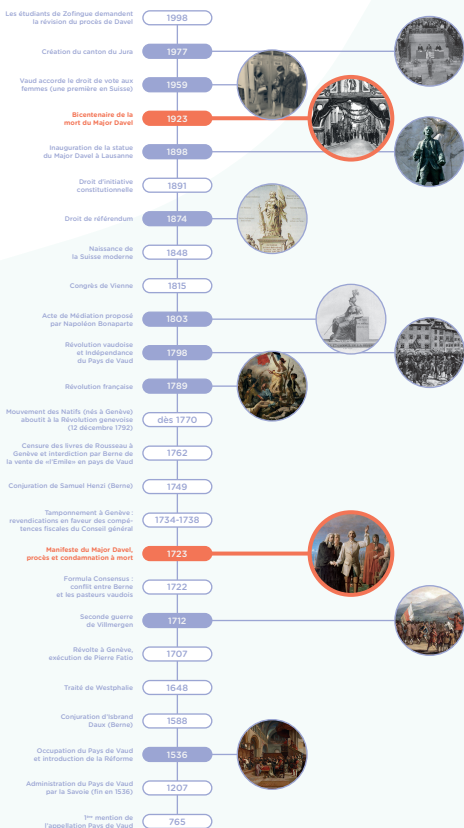 Les étudiants de Zofingue demandent
la révision du procès de Davel
1998
Création du canton du Jura
1977
Vaud accorde le droit de vote aux
femmes (une première en Suisse)
1959
Bicentenaire de la
mort du Major Davel
1923
Inauguration de la statue
du Major Davel à Lausanne
1898
Droit d'initiative
constitutionnelle
1891
Droit de référendum
1874
Naissance de
la Suisse moderne
1848
Congrès de Vienne
1815
Acte de Médiation proposé
par Napoléon Bonaparte
1803
Révolution vaudoise
et Indépendance
du Pays de Vaud
1798
Révolution française
1789
Mouvement des Natifs (nés à Genève)
aboutit à la Révolution genevoise
(12 décembre 1792)
dès 1770
Censure des livres de Rousseau à
Genève et interdiction par Berne de
la vente de «l'Emile» en pays de Vaud
1762
Conjuration de Samuel Henzi (Berne)
1749
Tamponnement à Genève :
revendications en faveur des compé-
tences fiscales du Conseil général
1734-1738
Manifeste du Major Davel,
procès et condamnation à mort
1723
Formula Consensus :
conflit entre Berne
et les pasteurs vaudois
1722
Seconde guerre
de Villmergen
1712
Révolte à Genève,
exécution de Pierre Fatio
1707
Traité de Westphalie
1648
Conjuration d'Isbrand
Daux (Berne)
1588
Occupation du Pays de Vaud
et introduction de la Réforme
1536
Administration du Pays de Vaud
par la Savoie (fin en 1536)
1207
1ère mention de
l'appellation Pays de Vaud
765